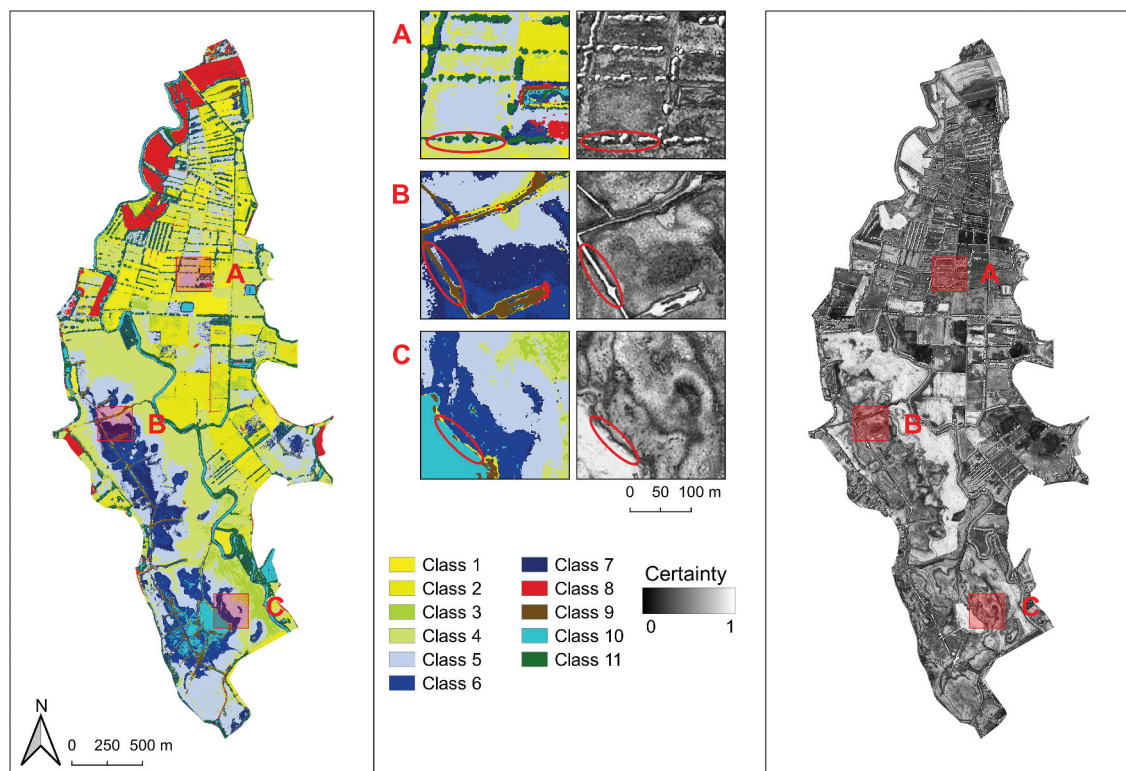 A
B
C
N
0 250 500 m
A
B
C
0 50 100 m
Class 1
Class 2
Class 3
Class 4
Class 5
Class 6
Class 7
Class 8
Class 9
Class 10
Class 11
Certainty
0 1
A
B
C